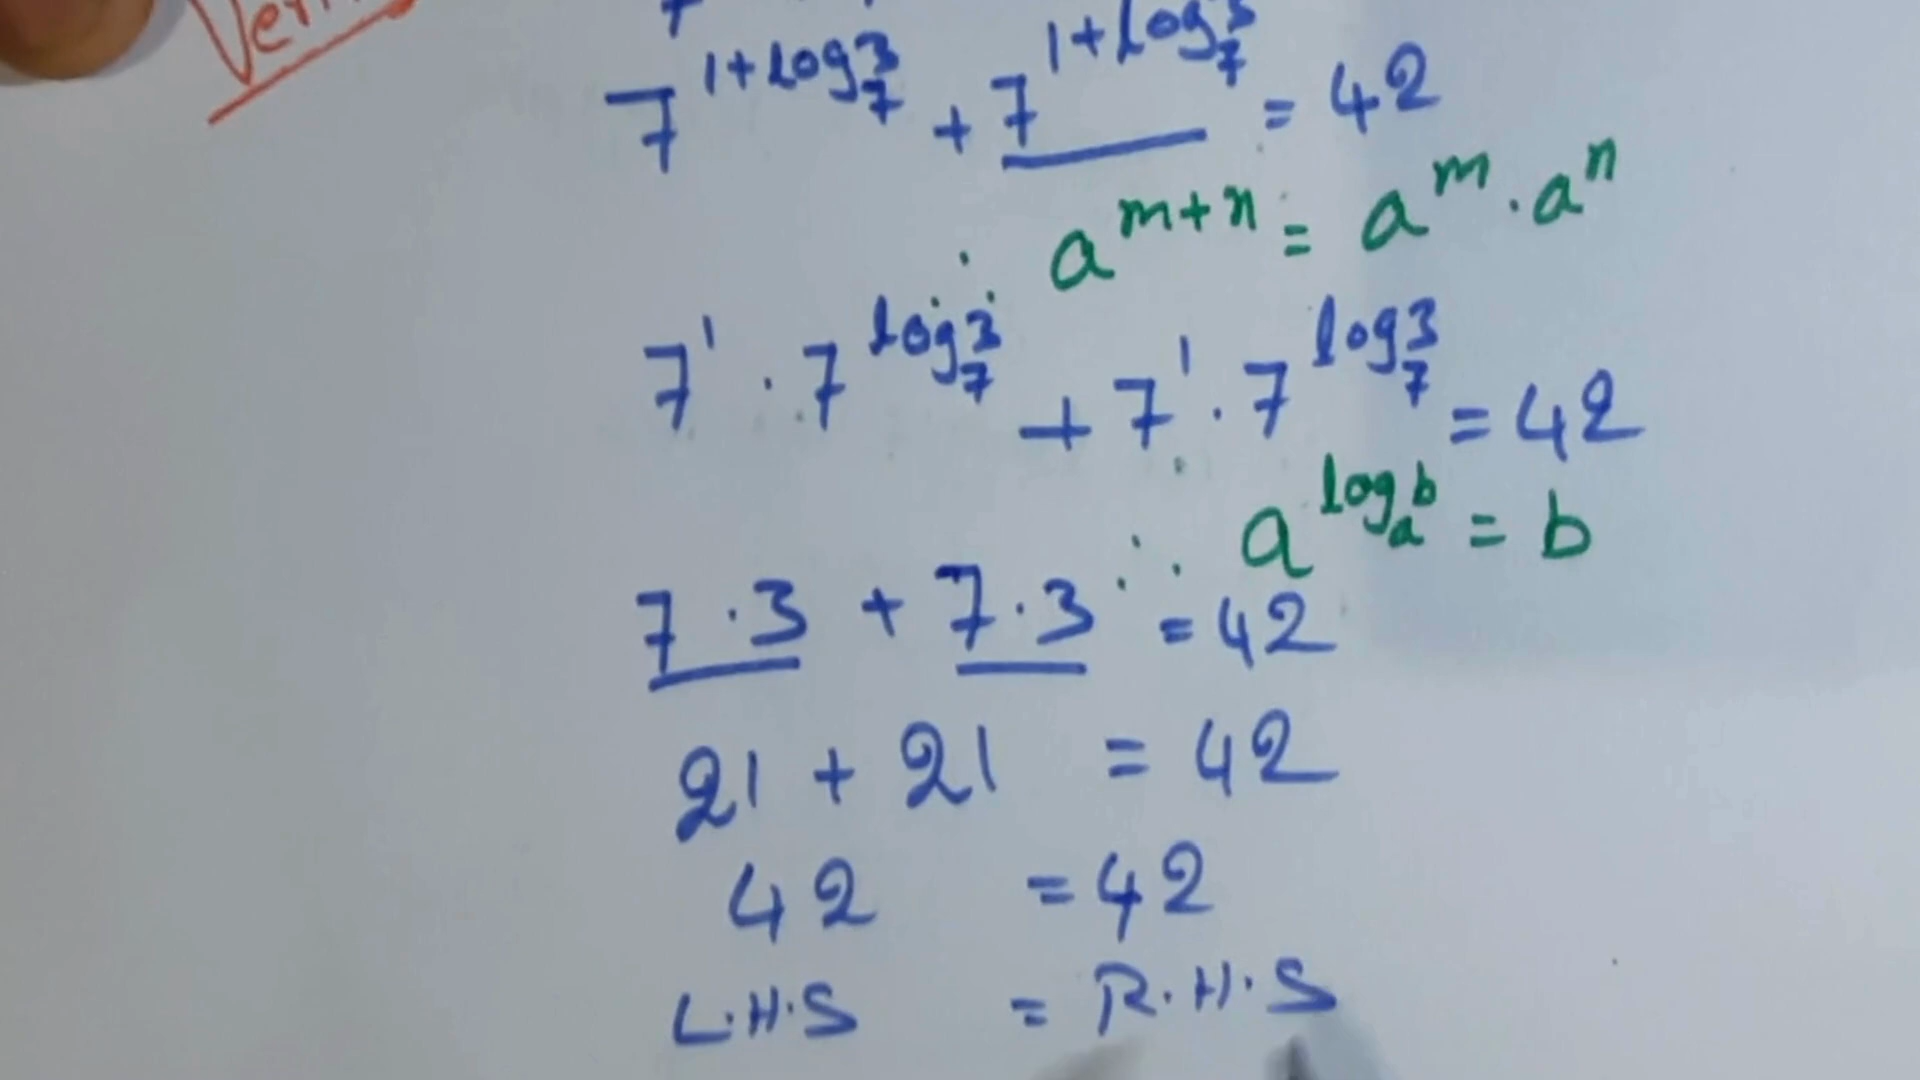 7^{1+log_7 3} + 7^{1+log_7 3} = 42
∵ a^{m+n} = a^m · a^n
7^1 · 7^{log_7 3} + 7^1 · 7^{log_7 3} = 42
∵ a^{log_a b} = b
7 · 3 + 7 · 3 = 42
21 + 21 = 42
42 = 42
L.H.S = R.H.S